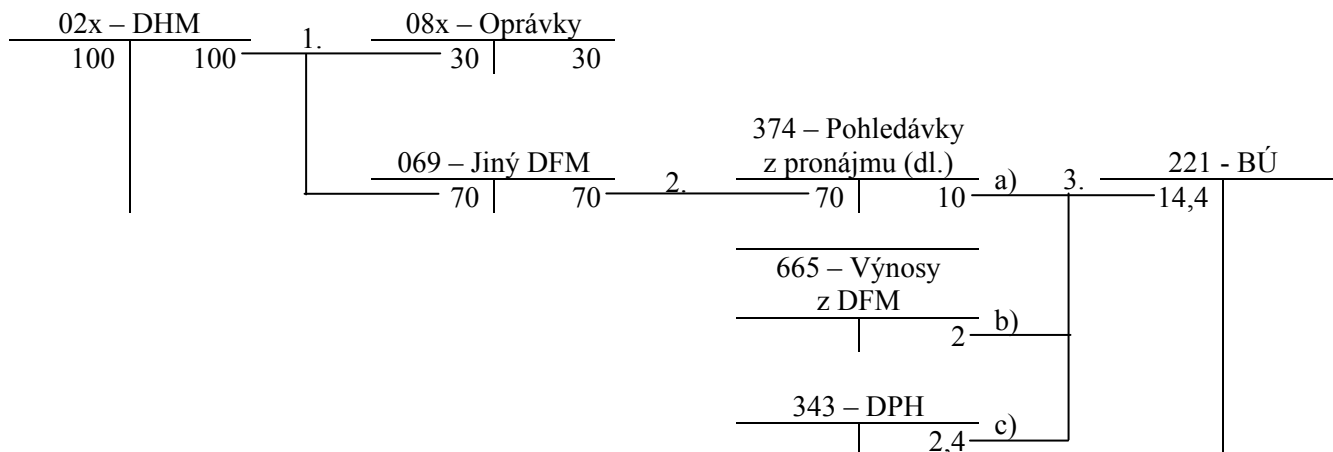 02x – DHM 1. 08x – Oprávky
100 100 30 30
374 – Pohledávky
069 – Jiný DFM 2. z pronájmu (dl.) a) 3. 221 - BÚ
70 70 70 10 14,4
665 – Výnosy
z DFM b)
2
343 – DPH c)
2,4